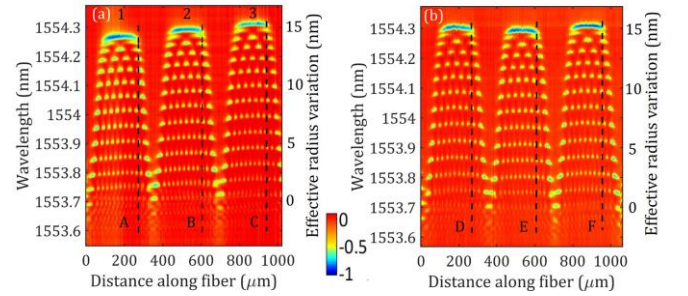 (a)
1 2 3
1554.3
1554.2
1554.1
1554
1553.9
1553.8
1553.7
1553.6
Wavelength (nm)
A B C
15
10
5
0
Effective radius variation (nm)
0 200 400 600 800 1000
Distance along fiber (μm)
0
-0.5
-1
(b)
1554.3
1554.2
1554.1
1554
1553.9
1553.8
1553.7
1553.6
Wavelength (nm)
D E F
15
10
5
0
Effective radius variation (nm)
0 200 400 600 800 1000
Distance along fiber (μm)